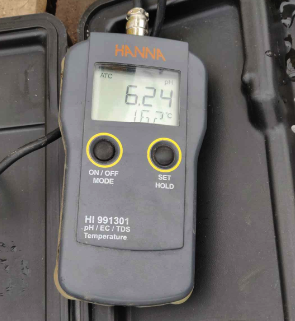 HANNA
ATC pH
6.24
16.2 °C
ON / OFF
MODE
SET
HOLD
HI 991301
pH / EC / TDS
Temperature